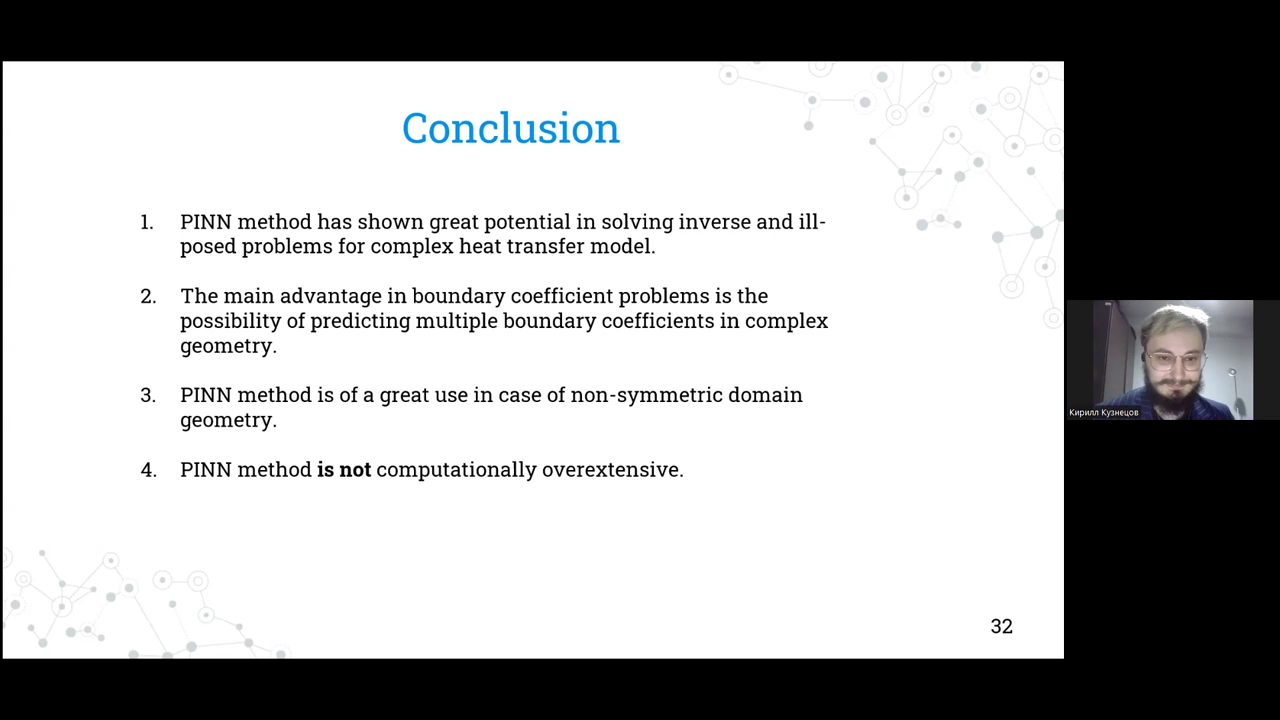 Conclusion
1. PINN method has shown great potential in solving inverse and ill-
posed problems for complex heat transfer model.
2. The main advantage in boundary coefficient problems is the
possibility of predicting multiple boundary coefficients in complex
geometry.
3. PINN method is of a great use in case of non-symmetric domain
geometry.
4. PINN method is not computationally overextensive.
32
Кирилл Кузнецов